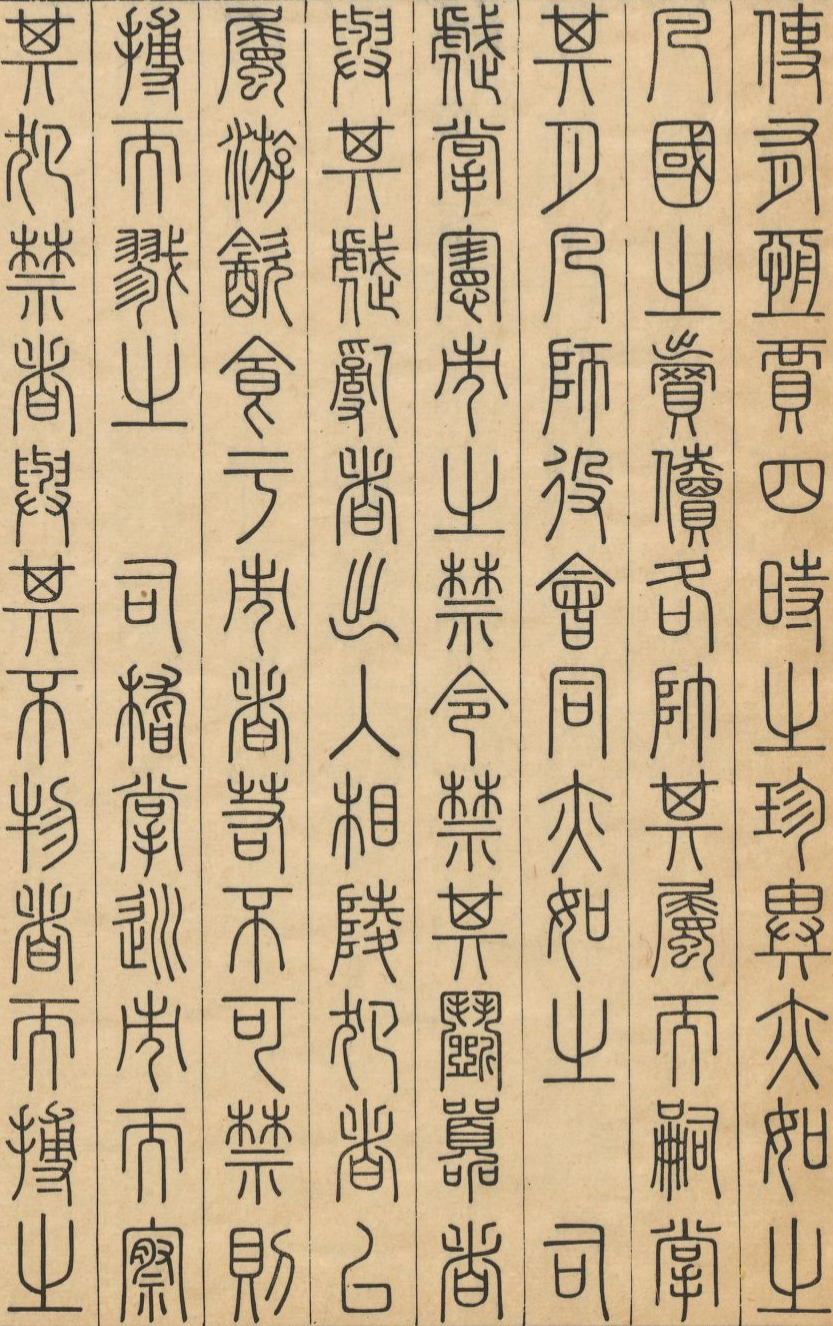 使有恆賈四時之珍異亦如之
凡國之賣儥各帥其屬而嗣掌
其月凡師役會同亦如之　司
虣掌憲市之禁令禁其鬭囂者
與其虣亂者出入相陵犯者以
屬游飲食于市者若不可禁則
搏而戮之　司稽掌巡市而察
其犯禁者與其不物者而搏之